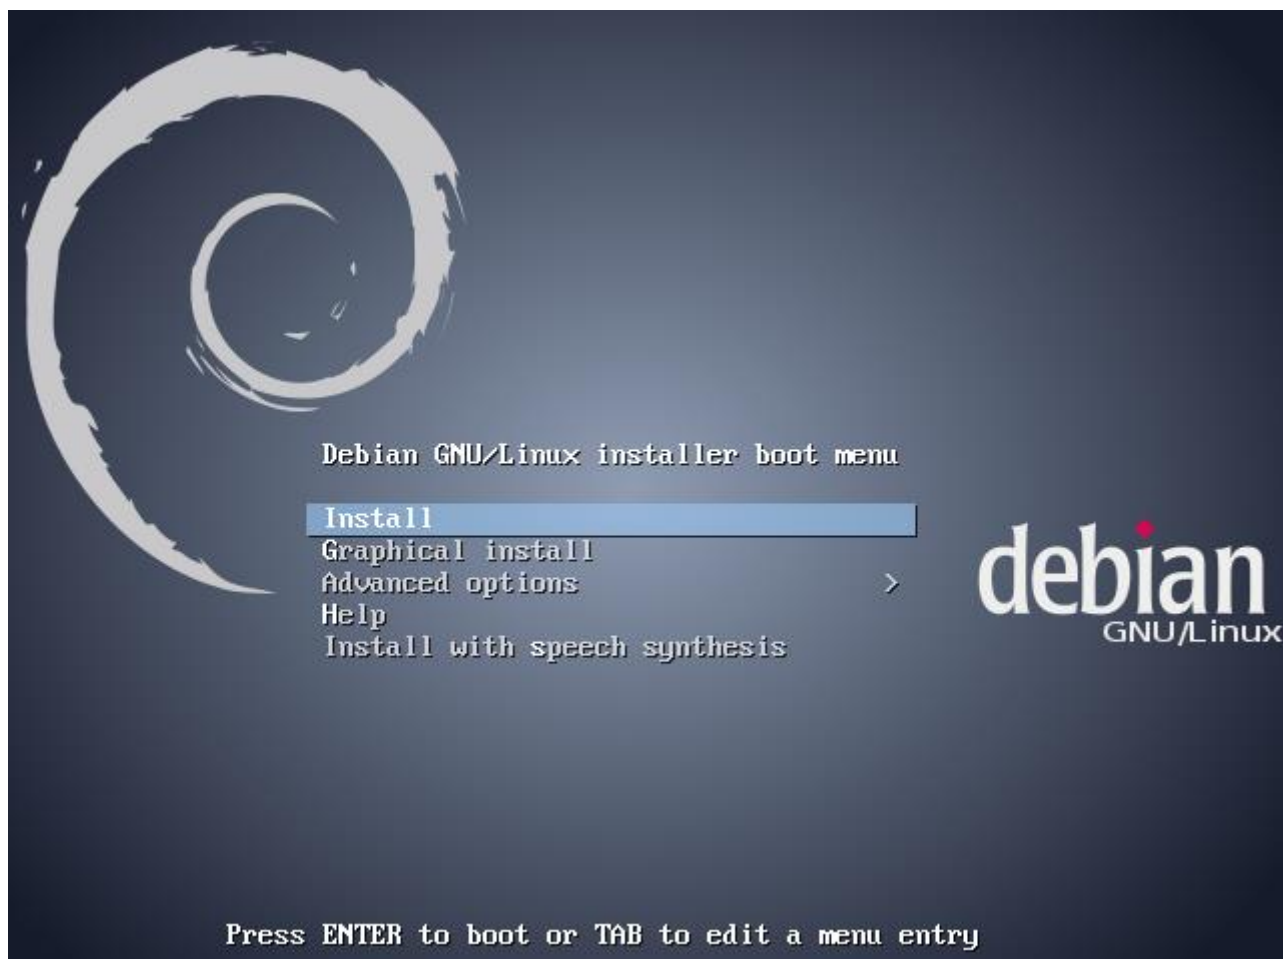 Debian GNU/Linux installer boot menu
Install
Graphical install
Advanced options >
Help
Install with speech synthesis
debian
GNU/Linux
Press ENTER to boot or TAB to edit a menu entry